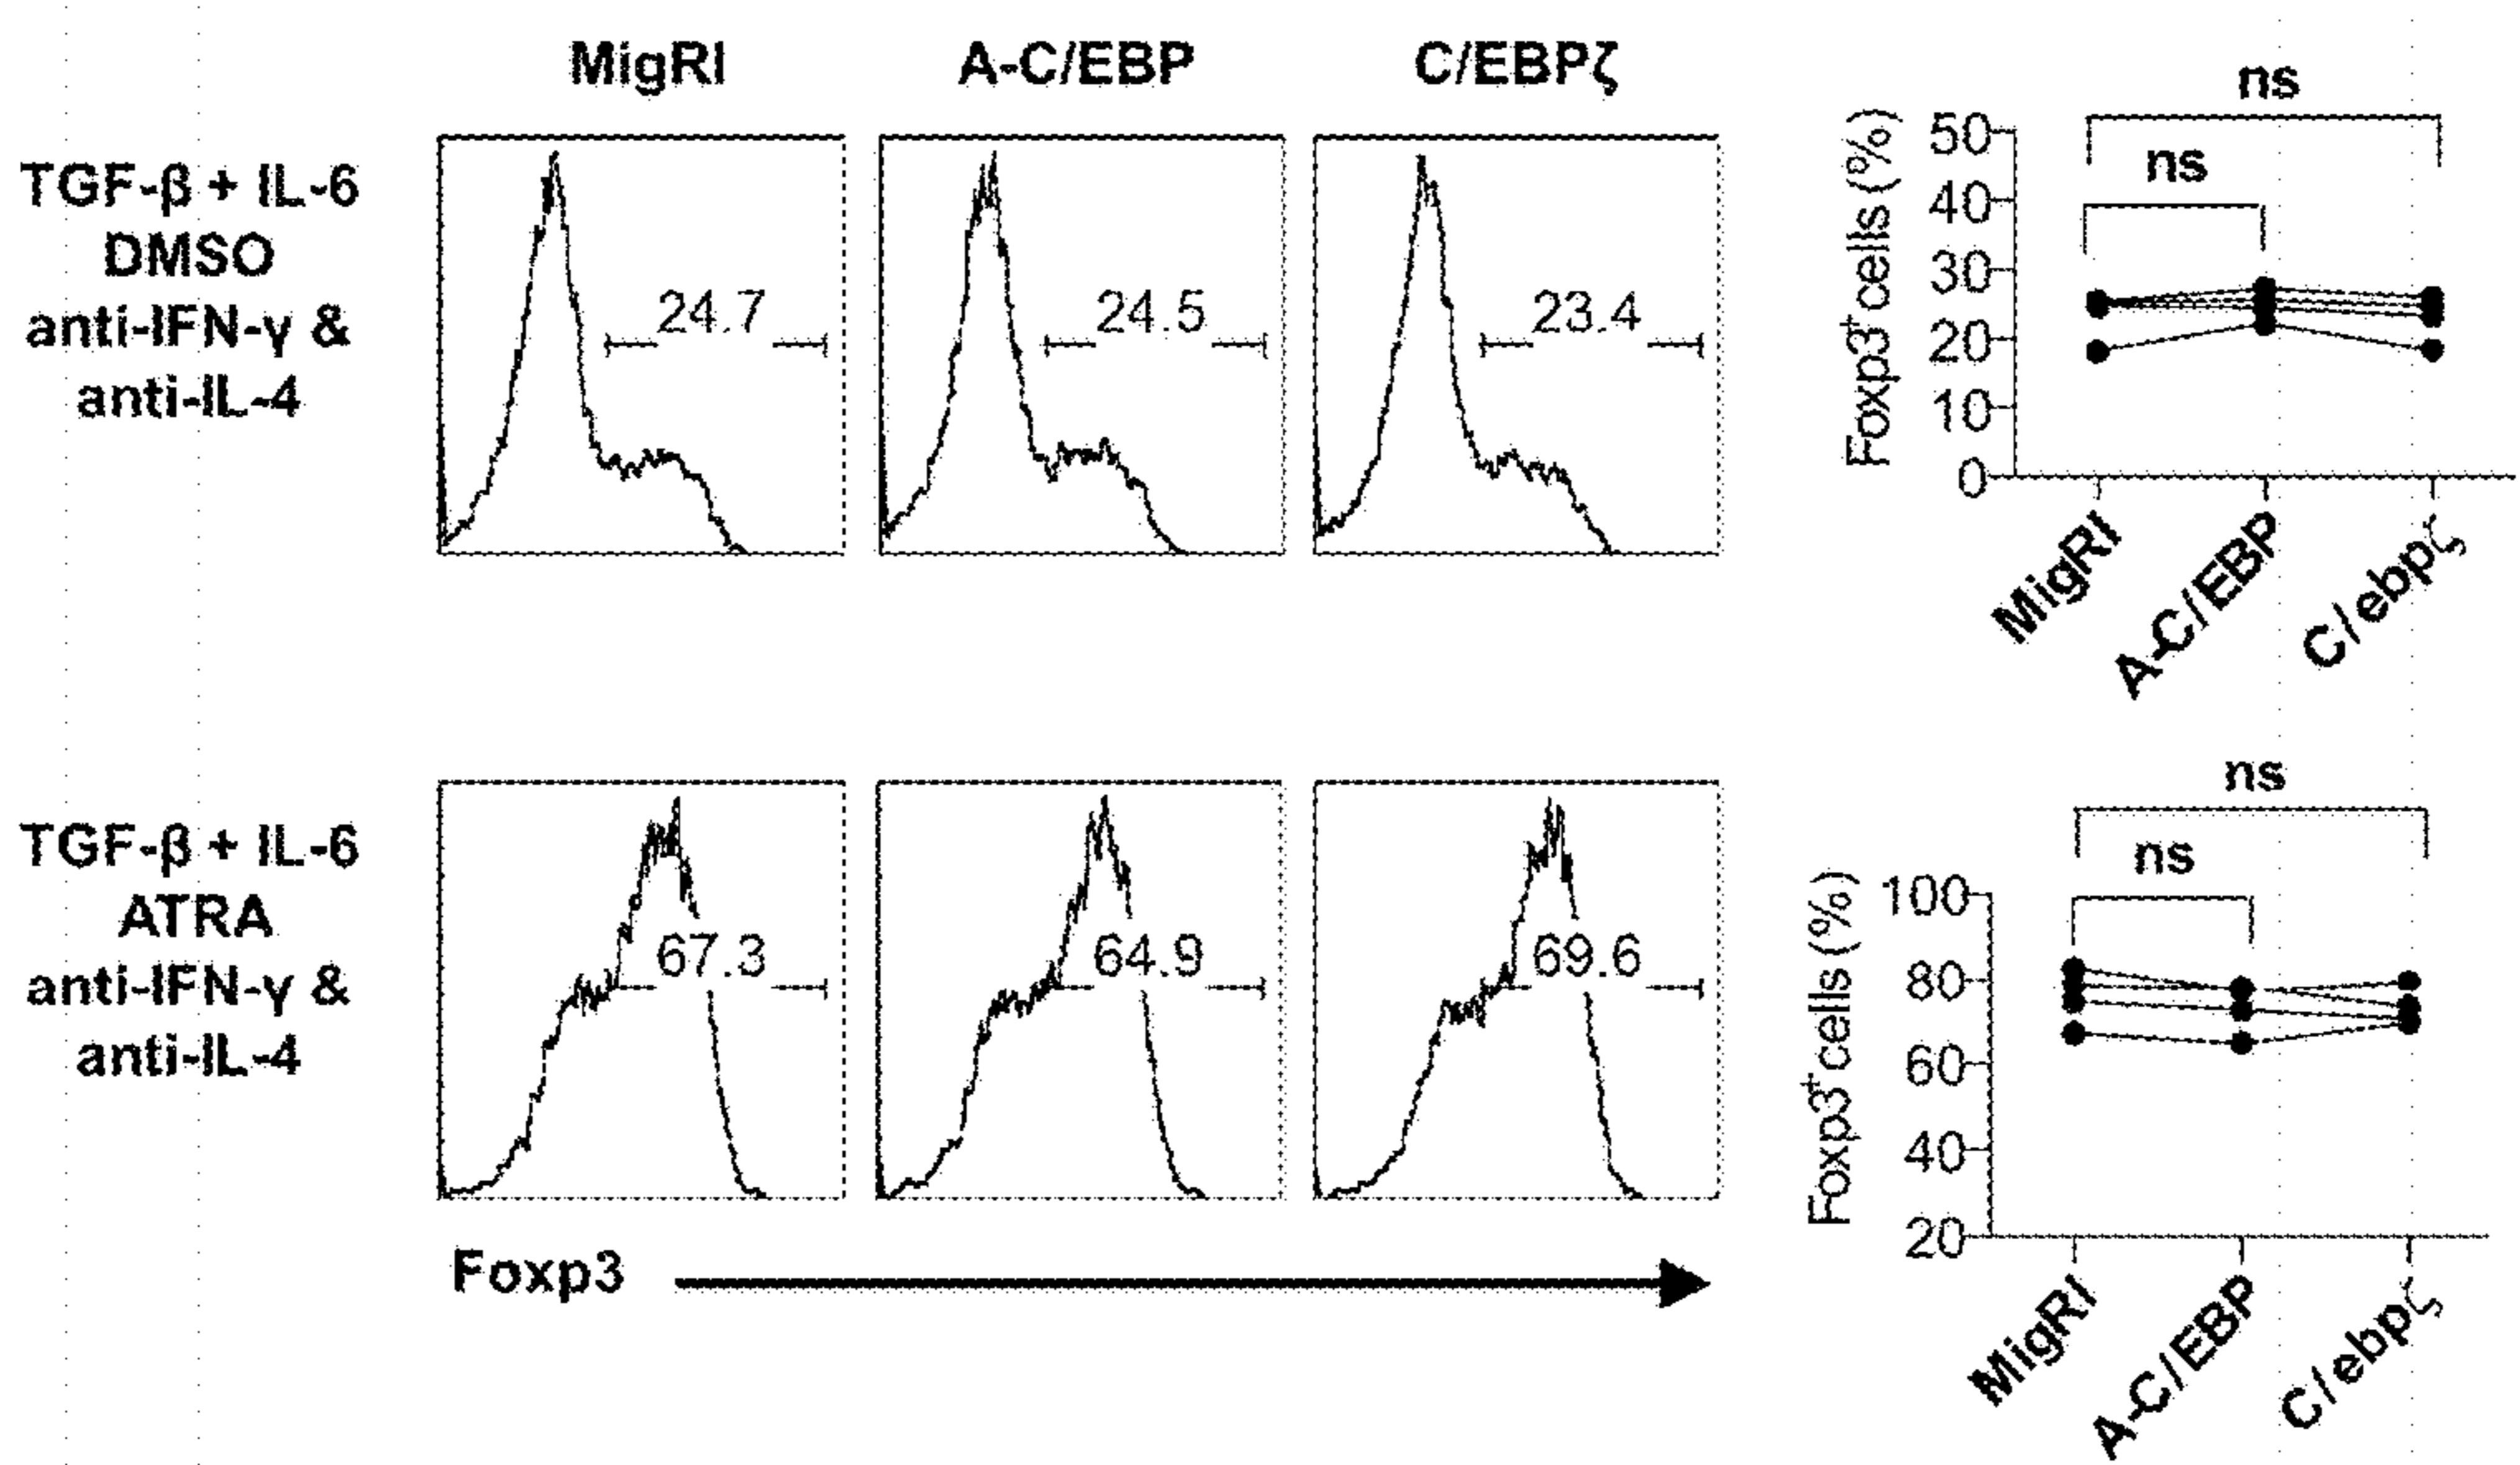 MigRI A-C/EBP C/EBPζ
TGF-β + IL-6
DMSO
anti-IFN-γ &
anti-IL-4
24.7 24.5 23.4
ns
ns
Foxp3+cells (%)
50
40
30
20
10
0
MigRI
A-C/EBP
C/ebpζ
TGF-β + IL-6
ATRA
anti-IFN-γ &
anti-IL-4
67.3 64.9 69.6
ns
ns
Foxp3+cells (%)
100
80
60
40
20
MigRI
A-C/EBP
C/ebpζ
Foxp3